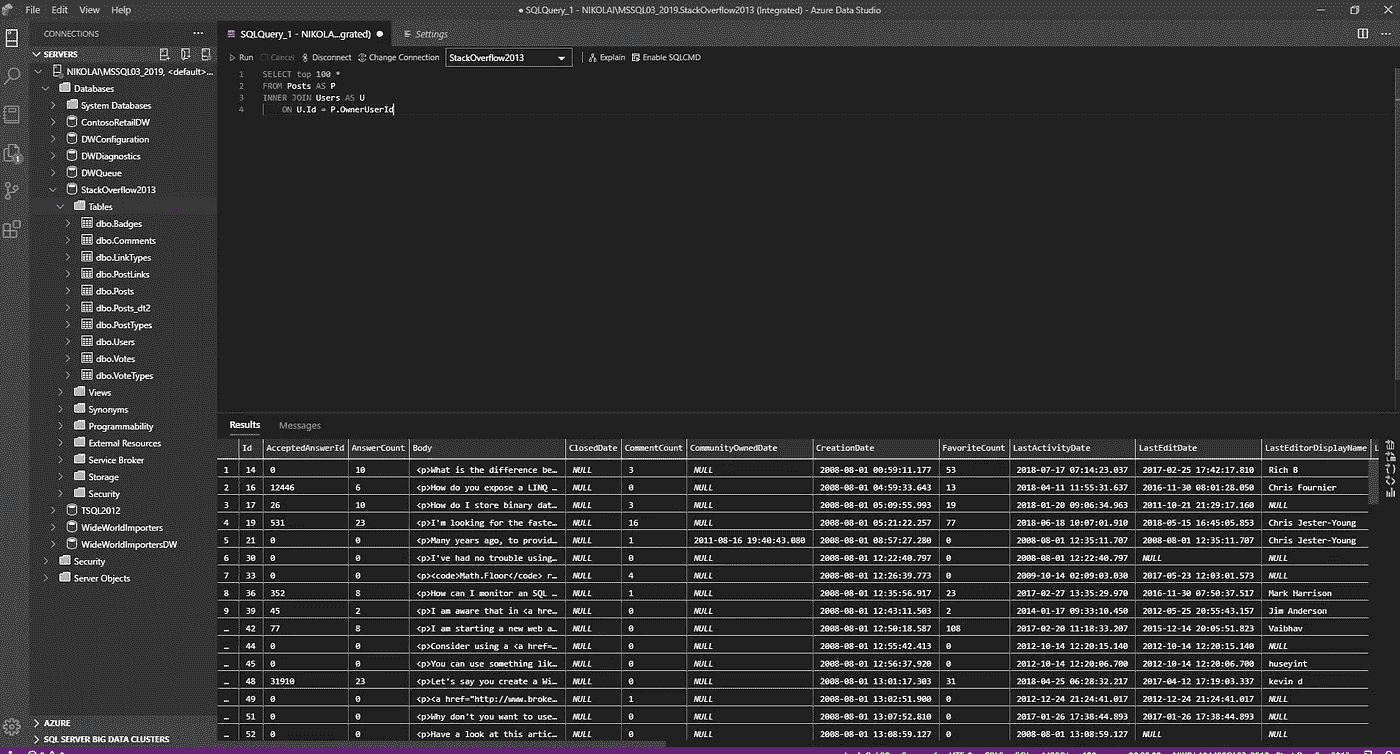 File Edit View Help
● SQLQuery_1 - NIKOLAI\MSSQL03_2019.StackOverflow2013 (Integrated) - Azure Data Studio
CONNECTIONS
SERVERS
NIKOLAI\MSSQL03_2019, <default>...
Databases
System Databases
ContosoRetailDW
DWConfiguration
DWDiagnostics
DWQueue
StackOverflow2013
Tables
dbo.Badges
dbo.Comments
dbo.LinkTypes
dbo.PostLinks
dbo.Posts
dbo.Posts_dt2
dbo.PostTypes
dbo.Users
dbo.Votes
dbo.VoteTypes
Views
Synonyms
Programmability
External Resources
Service Broker
Storage
Security
TSQL2012
WideWorldImporters
WideWorldImportersDW
Security
Server Objects
AZURE
SQL SERVER BIG DATA CLUSTERS
1
SQLQuery_1 - NIKOLA...grated) ● Settings
Run Cancel Disconnect Change Connection StackOverflow2013 Explain Enable SQLCMD
1 SELECT top 100 *
2 FROM Posts AS P
3 INNER JOIN Users AS U
4 ON U.Id = P.OwnerUserId
Results Messages
Id AcceptedAnswerId AnswerCount Body ClosedDate CommentCount CommunityOwnedDate CreationDate FavoriteCount LastActivityDate LastEditDate LastEditorDisplayName L
1 14 0 10 <p>What is the difference be… NULL 3 NULL 2008-08-01 00:59:11.177 53 2018-07-17 07:14:23.037 2017-02-25 17:42:17.810 Rich B
2 16 12446 6 <p>How do you expose a LINQ … NULL 0 NULL 2008-08-01 04:59:33.643 13 2018-04-11 11:55:31.637 2016-11-30 08:01:28.050 Chris Fournier
3 17 26 10 <p>How do I store binary dat… NULL 3 NULL 2008-08-01 05:09:55.993 19 2018-01-20 09:06:34.963 2011-10-21 21:29:17.160 NULL
4 19 531 23 <p>I'm looking for the faste… NULL 16 NULL 2008-08-01 05:21:22.257 77 2018-06-18 10:07:01.910 2018-05-15 16:45:05.853 Chris Jester-Young
5 21 0 0 <p>Many years ago, to provid… NULL 1 2011-08-16 19:40:43.080 2008-08-01 08:57:27.280 0 2008-08-01 12:35:11.707 2008-08-01 12:35:11.707 Chris Jester-Young
6 30 0 0 <p>I've had no trouble using… NULL 0 NULL 2008-08-01 12:22:40.797 0 2008-08-01 12:22:40.797 NULL NULL
7 33 0 0 <p><code>Math.Floor</code> r… NULL 4 NULL 2008-08-01 12:26:39.773 0 2009-10-14 02:09:03.030 2017-05-23 12:03:01.573 NULL
8 36 352 8 <p>How can I monitor an SQL … NULL 1 NULL 2008-08-01 12:35:56.917 23 2017-02-27 13:35:29.970 2016-11-30 07:50:37.517 Mark Harrison
9 39 45 2 <p>I am aware that in <a hre… NULL 0 NULL 2008-08-01 12:43:11.503 2 2014-01-17 09:33:10.450 2012-05-25 20:55:43.157 Jim Anderson
… 42 77 8 <p>I am starting a new web a… NULL 0 NULL 2008-08-01 12:50:18.587 108 2017-02-20 11:18:33.207 2015-12-14 20:05:51.823 Vaibhav
… 44 0 0 <p>Consider using a <a href=… NULL 0 NULL 2008-08-01 12:55:42.413 0 2012-10-14 12:20:15.140 2012-10-14 12:20:15.140 NULL
… 45 0 0 <p>You can use something lik… NULL 0 NULL 2008-08-01 12:56:37.920 0 2012-10-14 12:20:06.700 2012-10-14 12:20:06.700 huseyint
… 48 31910 23 <p>Let's say you create a Wi… NULL 0 NULL 2008-08-01 13:01:17.303 31 2018-04-25 06:28:32.217 2017-04-12 17:19:03.337 kevin d
… 49 0 0 <p><a href="http://www.broke… NULL 1 NULL 2008-08-01 13:02:51.900 0 2012-12-24 21:24:41.017 2012-12-24 21:24:41.017 NULL
… 51 0 0 <p>Why don't you want to use… NULL 0 NULL 2008-08-01 13:07:52.810 0 2017-01-26 17:38:44.893 2017-01-26 17:38:44.893 NULL
… 52 0 0 <p>Have a look at this artic… NULL 0 NULL 2008-08-01 13:08:59.127 0 2008-08-01 13:08:59.127 NULL NULL